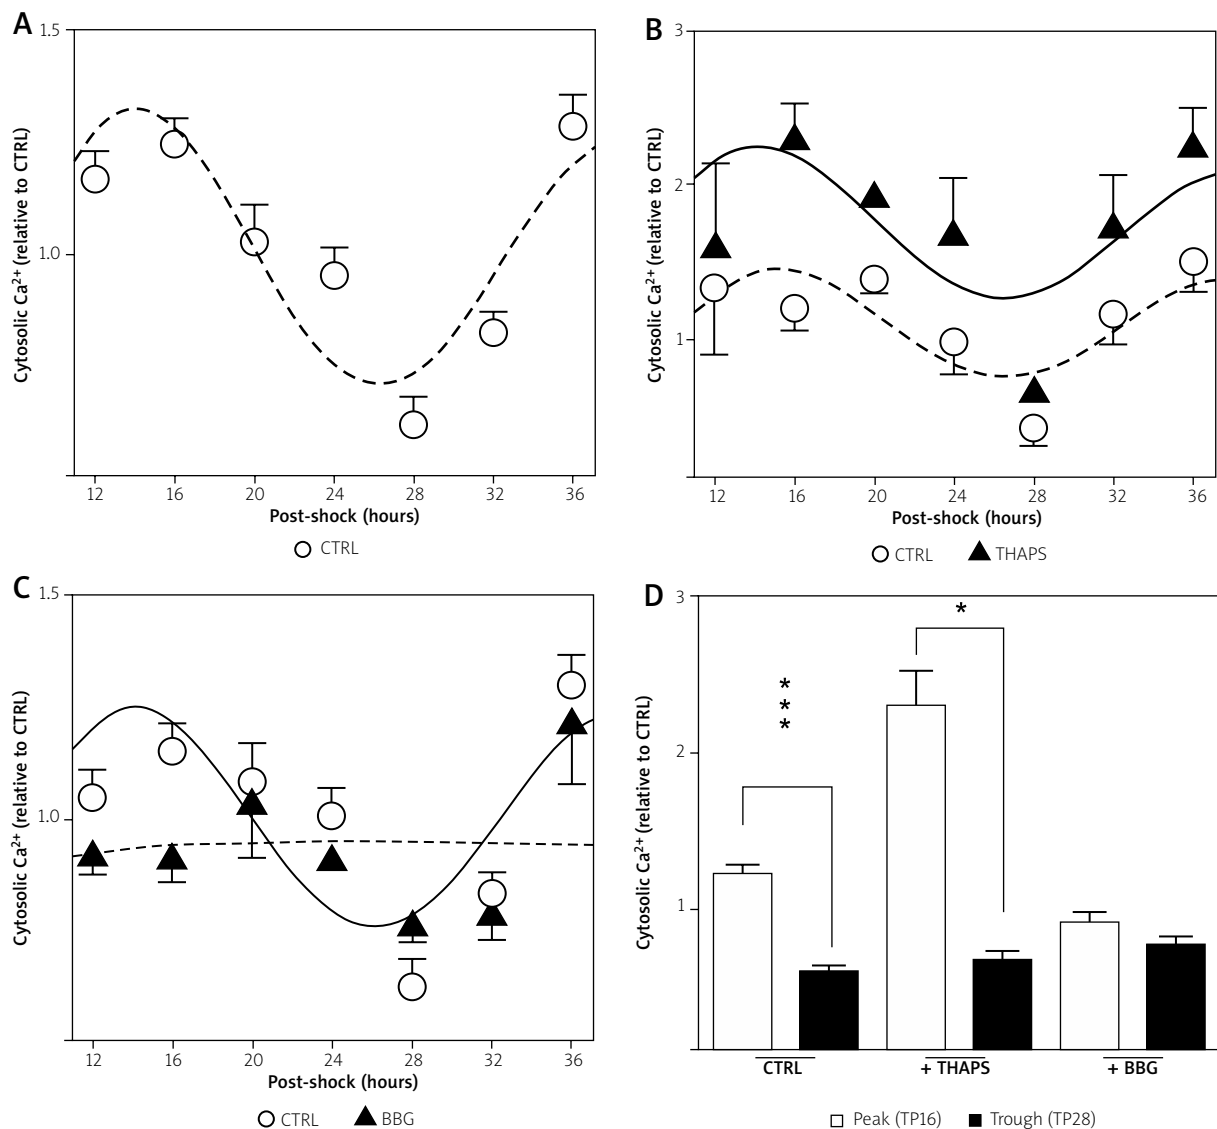 A
1.5
1.0
Cytosolic Ca²⁺ (relative to CTRL)
12 16 20 24 28 32 36
Post-shock (hours)
CTRL
B
3
2
1
Cytosolic Ca²⁺ (relative to CTRL)
12 16 20 24 28 32 36
Post-shock (hours)
CTRL THAPS
C
1.5
1.0
Cytosolic Ca²⁺ (relative to CTRL)
12 16 20 24 28 32 36
Post-shock (hours)
CTRL BBG
D
3
2
1
Cytosolic Ca²⁺ (relative to CTRL)
*
*
*
*
CTRL + THAPS + BBG
Peak (TP16) Trough (TP28)